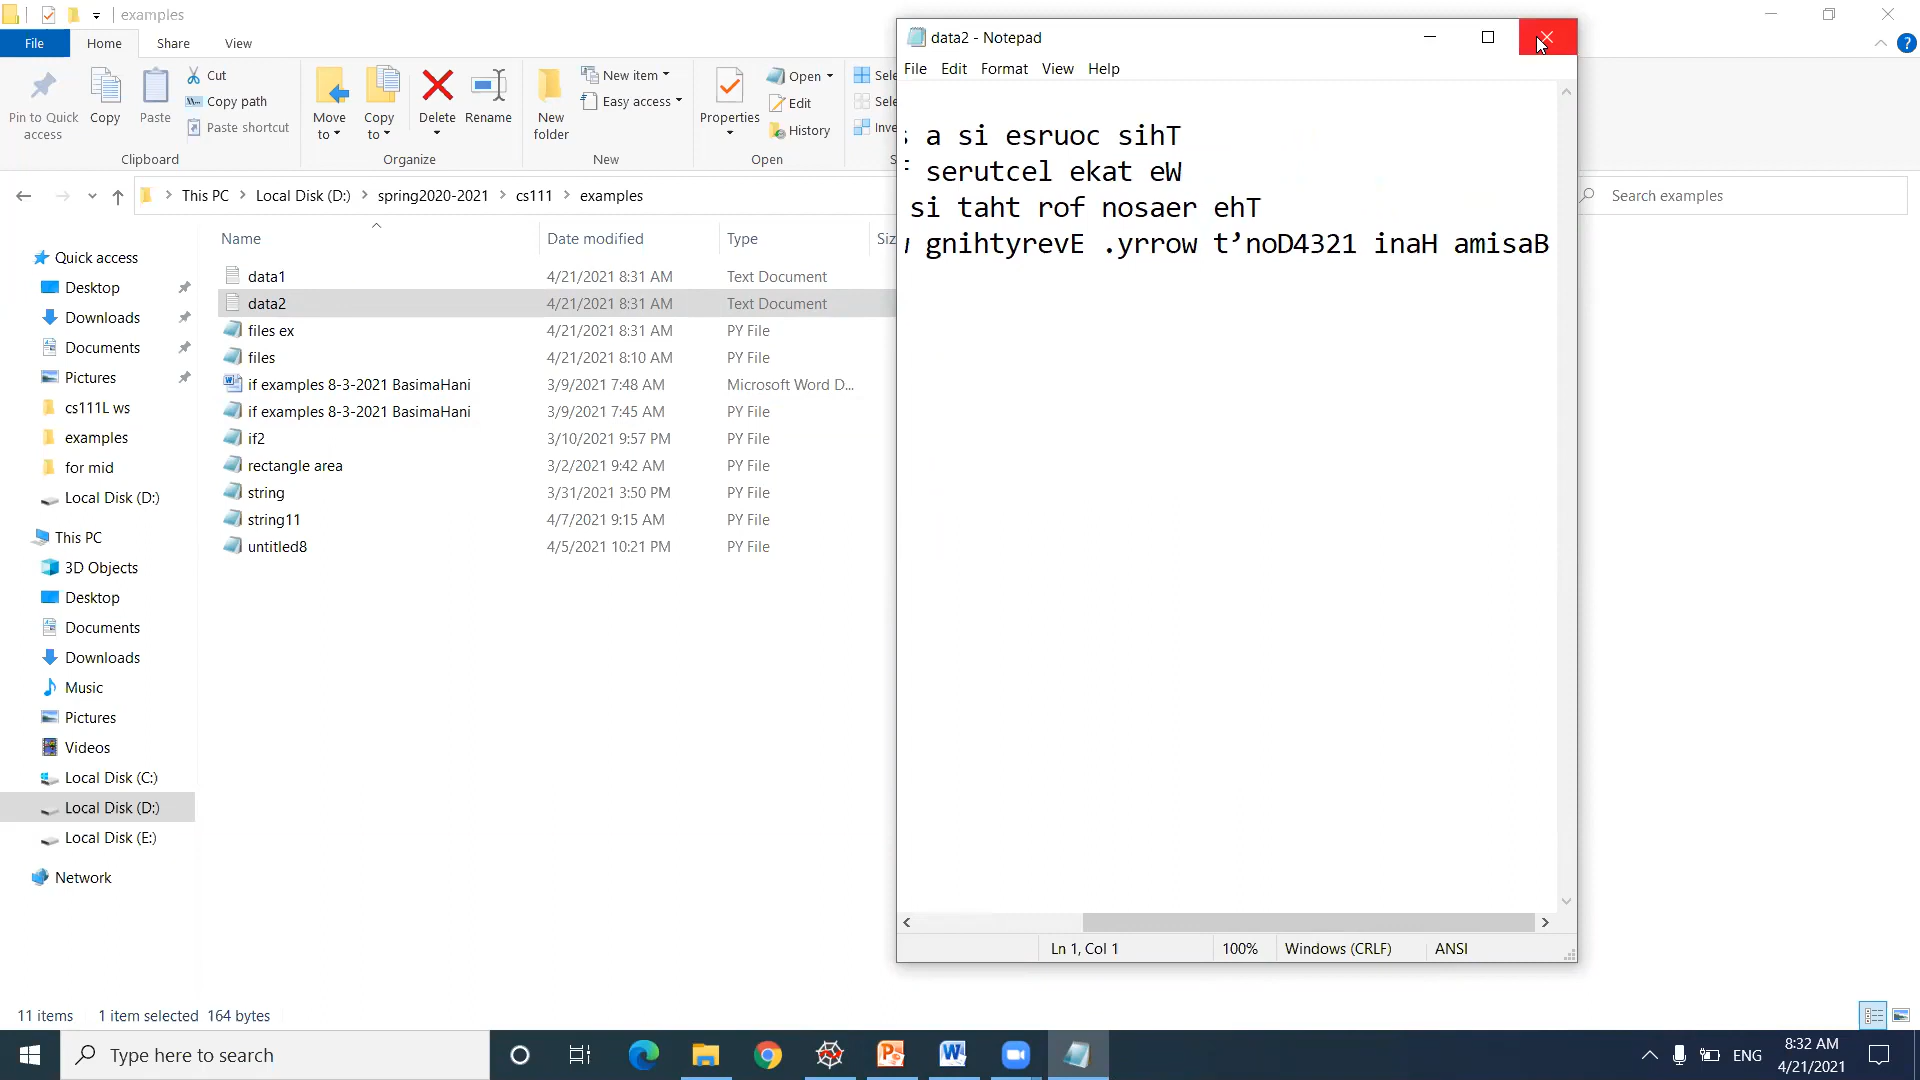 examples
File Home Share View
Pin to Quick access
Copy
Paste
Cut
Copy path
Paste shortcut
Clipboard
Move to
Copy to
Delete
Rename
Organize
New folder
New item
Easy access
New
Properties
Open
Edit
History
Open
Sele
Sele
Inve
S
This PC > Local Disk (D:) > spring2020-2021 > cs111 > examples
Search examples
Quick access
Desktop
Downloads
Documents
Pictures
cs111L ws
examples
for mid
Local Disk (D:)
This PC
3D Objects
Desktop
Documents
Downloads
Music
Pictures
Videos
Local Disk (C:)
Local Disk (D:)
Local Disk (E:)
Network
Name Date modified Type Siz
data1 4/21/2021 8:31 AM Text Document
data2 4/21/2021 8:31 AM Text Document
files ex 4/21/2021 8:31 AM PY File
files 4/21/2021 8:10 AM PY File
if examples 8-3-2021 BasimaHani 3/9/2021 7:48 AM Microsoft Word D...
if examples 8-3-2021 BasimaHani 3/9/2021 7:45 AM PY File
if2 3/10/2021 9:57 PM PY File
rectangle area 3/2/2021 9:42 AM PY File
string 3/31/2021 3:50 PM PY File
string11 4/7/2021 9:15 AM PY File
untitled8 4/5/2021 10:21 PM PY File
data2 - Notepad
File Edit Format View Help
a si esruoc sihT
serutcel ekat eW
si taht rof nosaer ehT
gnihtyrevE .yrrow t’noD4321 inaH amisaB
Ln 1, Col 1 100% Windows (CRLF) ANSI
11 items 1 item selected 164 bytes
Type here to search
ENG
8:32 AM
4/21/2021